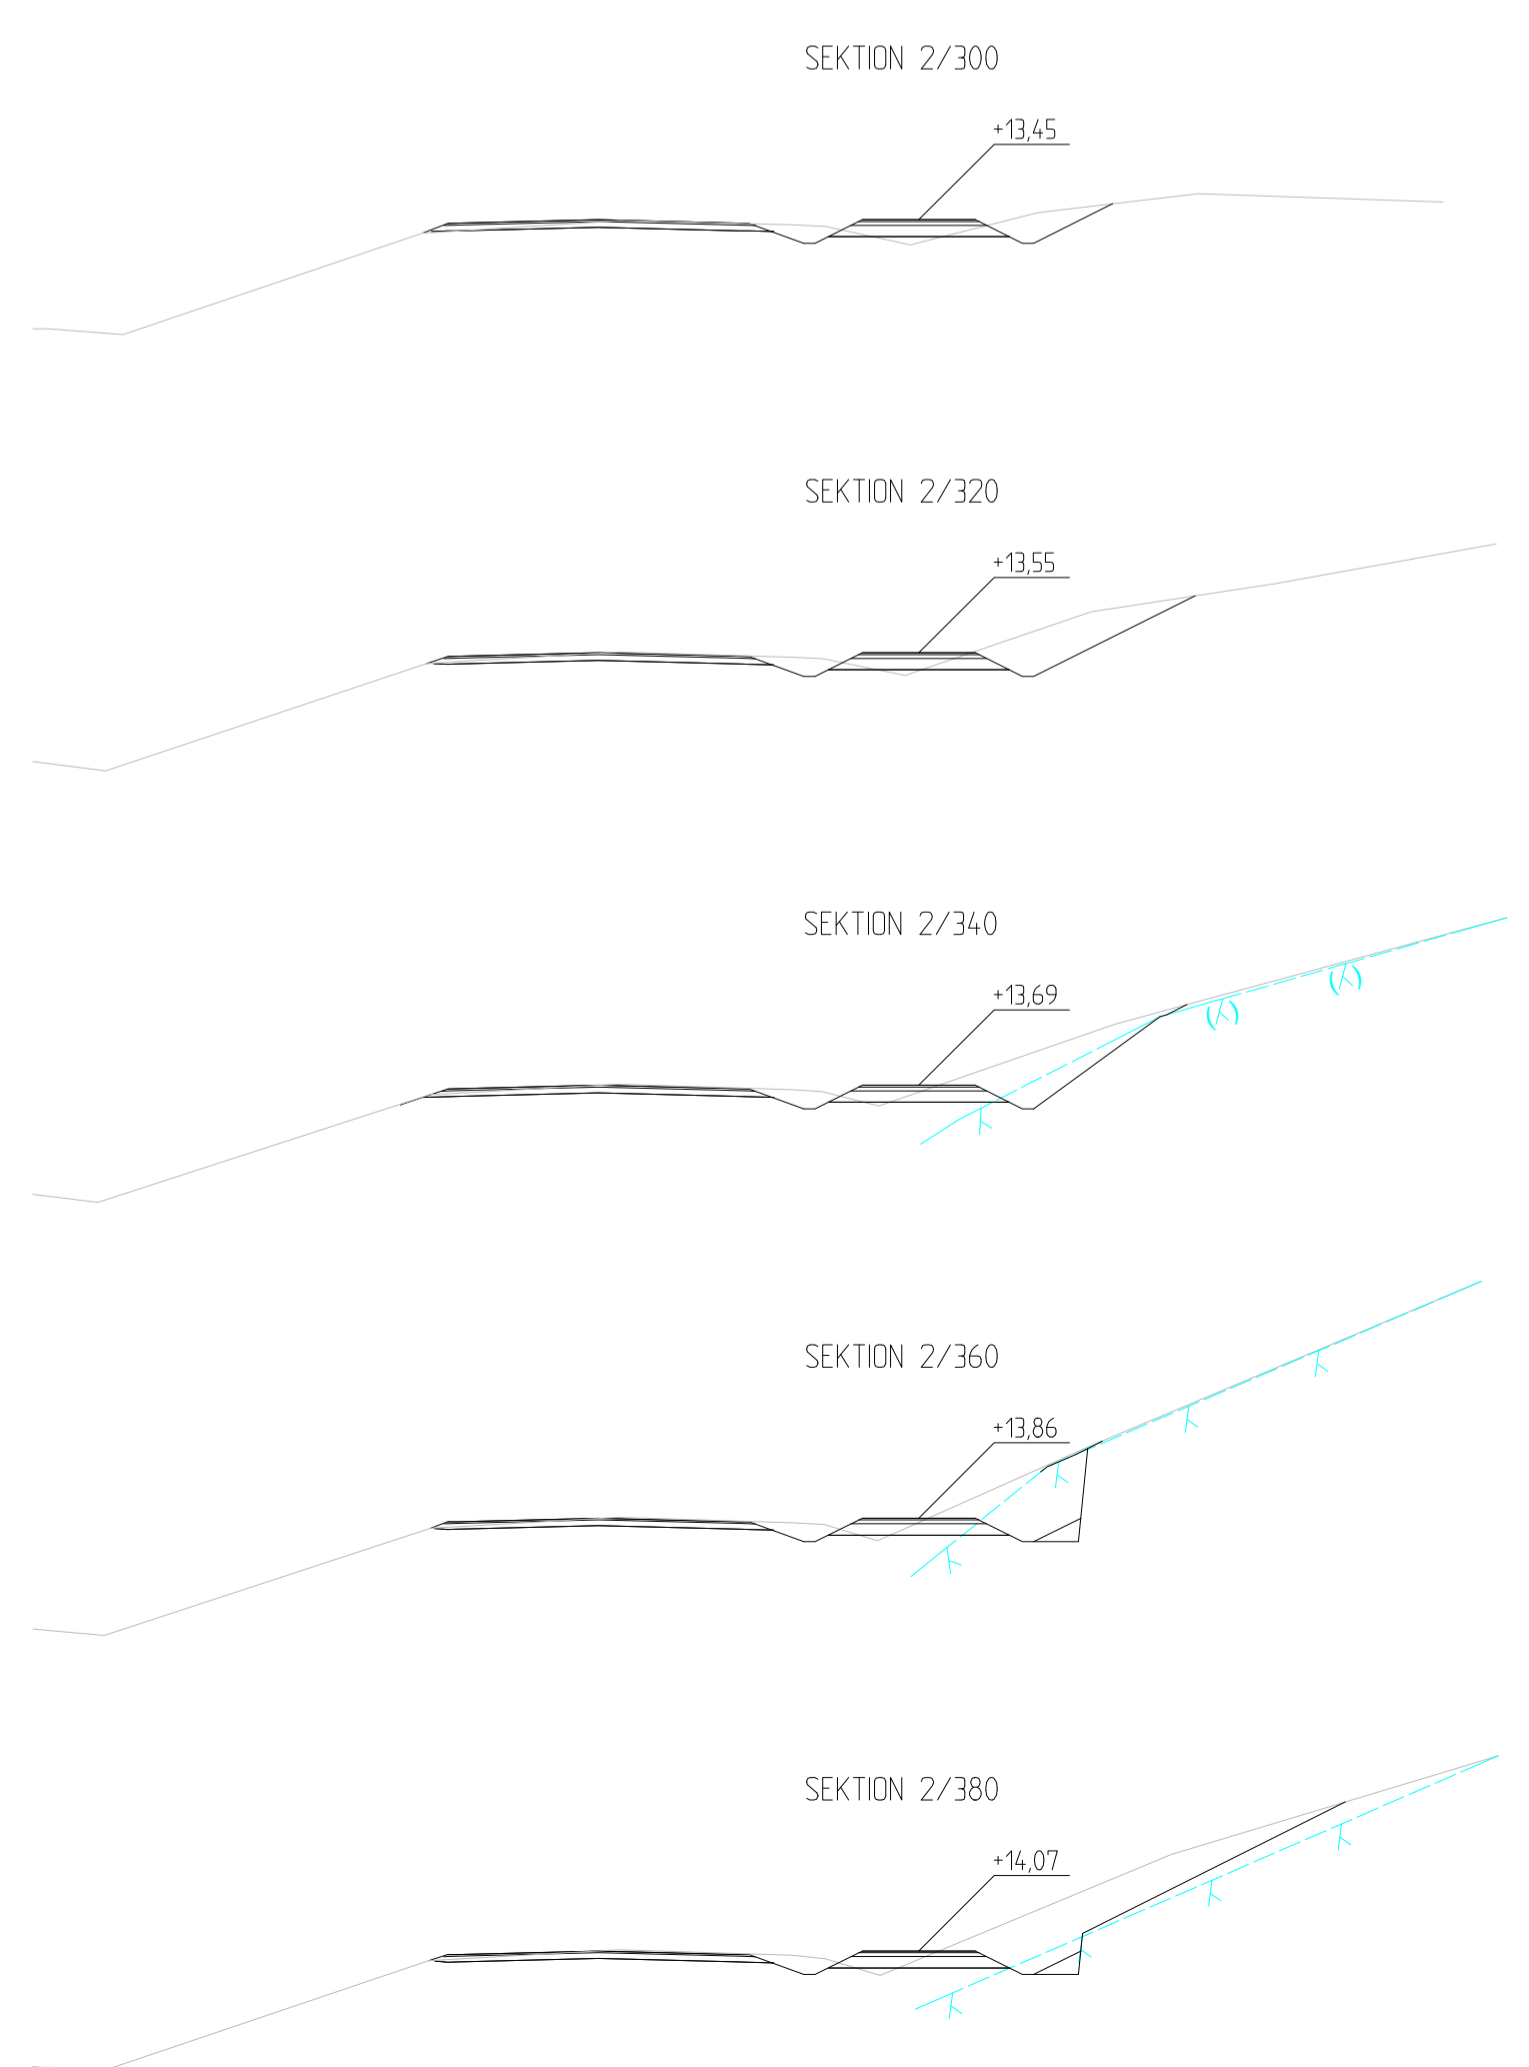 SEKTION 2/300
+13,45
SEKTION 2/320
+13,55
SEKTION 2/340
+13,69
SEKTION 2/360
+13,86
SEKTION 2/380
+14,07